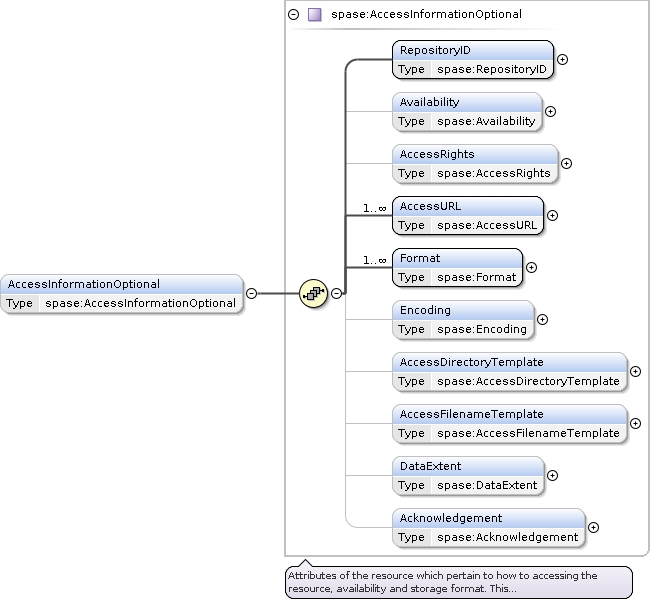 spase:AccessInformationOptional
RepositoryID
Type spase:RepositoryID
Availability
Type spase:Availability
AccessRights
Type spase:AccessRights
1..∞
AccessURL
Type spase:AccessURL
1..∞
Format
Type spase:Format
AccessInformationOptional
Type spase:AccessInformationOptional
Encoding
Type spase:Encoding
AccessDirectoryTemplate
Type spase:AccessDirectoryTemplate
AccessFilenameTemplate
Type spase:AccessFilenameTemplate
DataExtent
Type spase:DataExtent
Acknowledgement
Type spase:Acknowledgement
Attributes of the resource which pertain to how to accessing the
resource, availability and storage format. This...